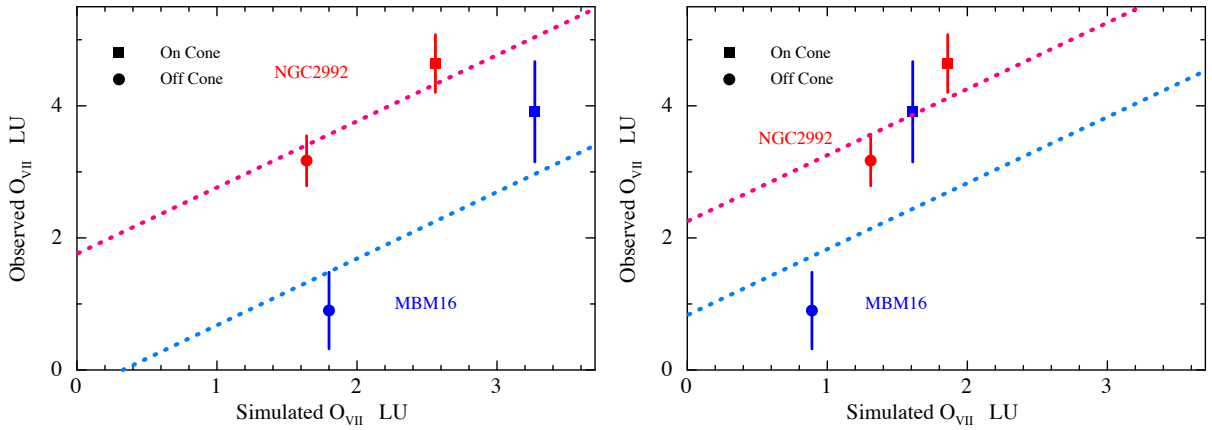 On Cone
Off Cone
NGC2992
MBM16
4
2
0
0
1
2
3
Observed O_VII LU
Simulated O_VII LU
On Cone
Off Cone
NGC2992
MBM16
4
2
0
0
1
2
3
Observed O_VII LU
Simulated O_VII LU